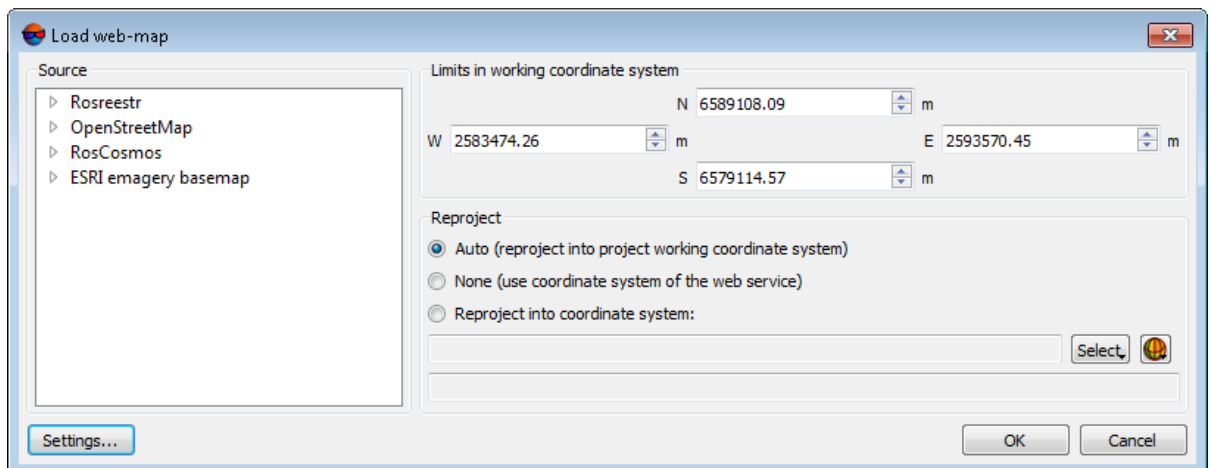 Load web-map
Source
Rosreestr
OpenStreetMap
RosCosmos
ESRI emagery basemap
Limits in working coordinate system
N 6589108.09 m
W 2583474.26 m E 2593570.45 m
S 6579114.57 m
Reproject
Auto (reproject into project working coordinate system)
None (use coordinate system of the web service)
Reproject into coordinate system:
Select
Settings... OK Cancel